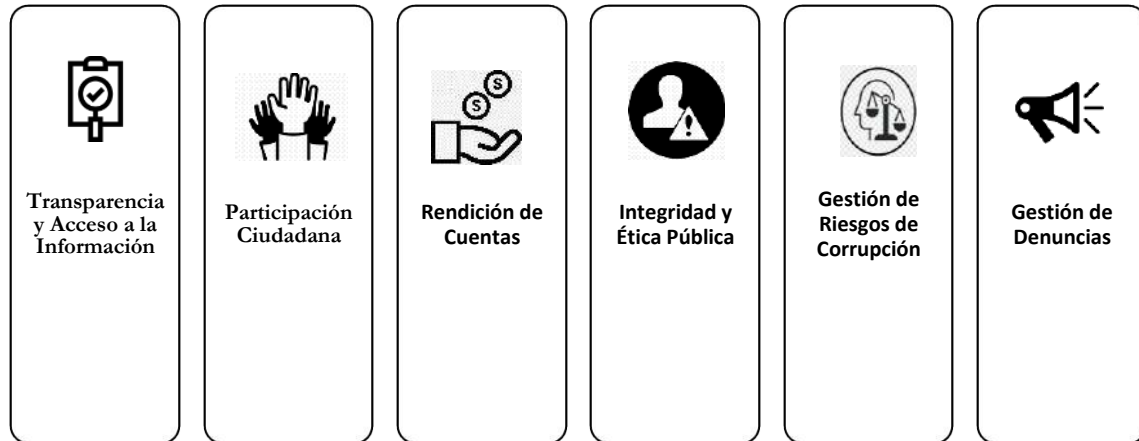 Transparencia
y Acceso a la
Información
Participación
Ciudadana
Rendición de
Cuentas
Integridad y
Ética Pública
Gestión de
Riesgos de
Corrupción
Gestión de
Denuncias